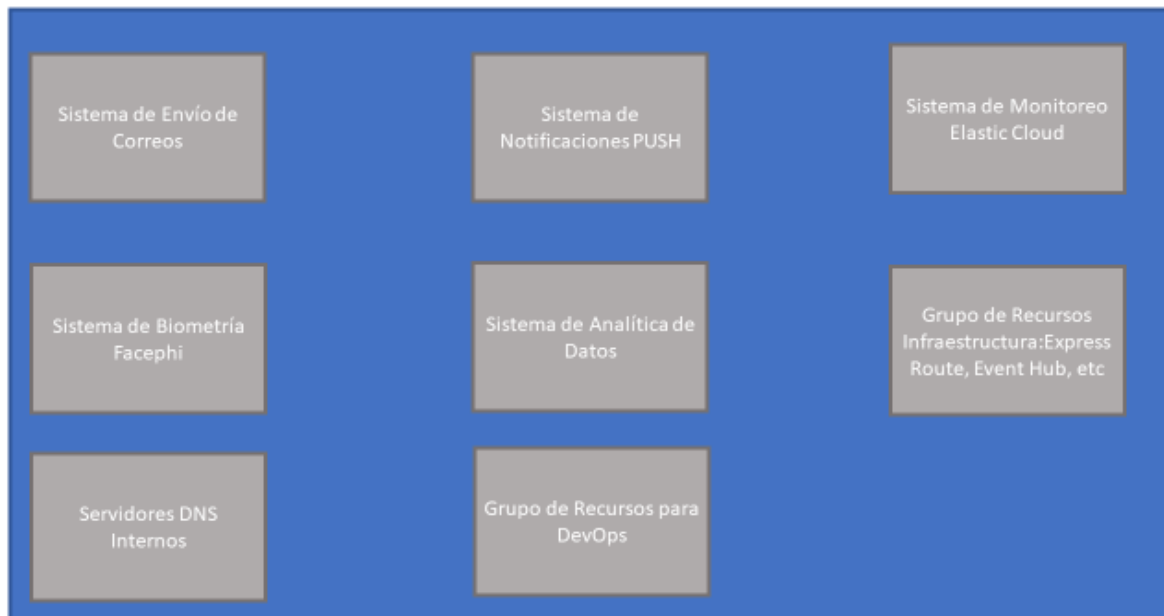 Sistema de Envío de
Correos
Sistema de
Notificaciones PUSH
Sistema de Monitoreo
Elastic Cloud
Sistema de Biometría
Facephi
Sistema de Analítica de
Datos
Grupo de Recursos
Infraestructura:Express
Route, Event Hub, etc
Servidores DNS
Internos
Grupo de Recursos para
DevOps